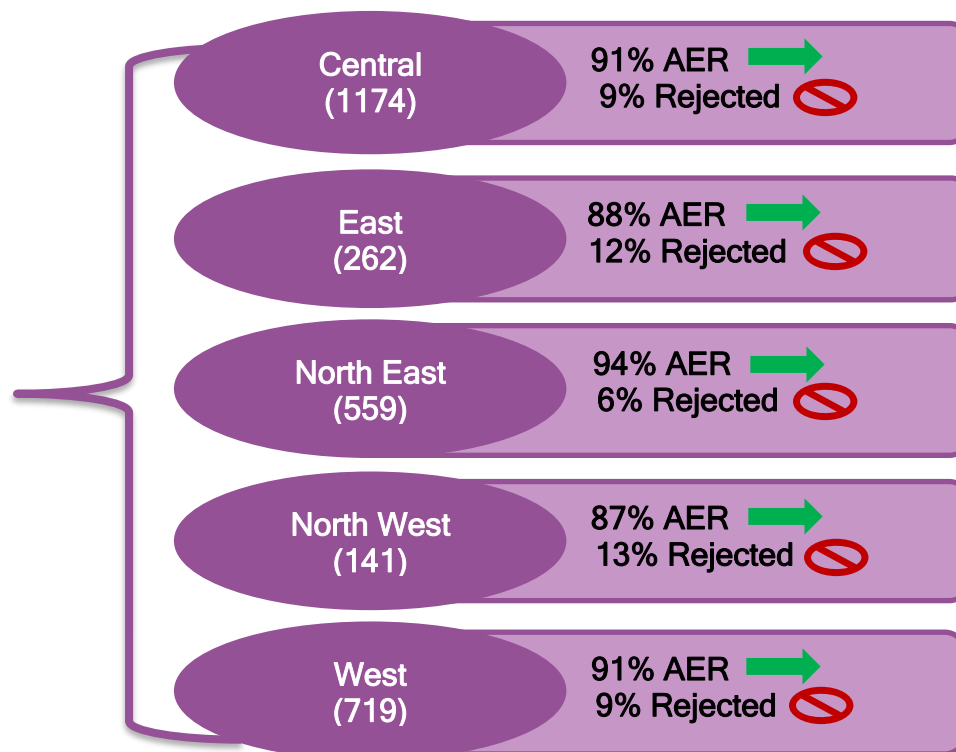 Central
(1174)
91% AER
9% Rejected
East
(262)
88% AER
12% Rejected
North East
(559)
94% AER
6% Rejected
North West
(141)
87% AER
13% Rejected
West
(719)
91% AER
9% Rejected